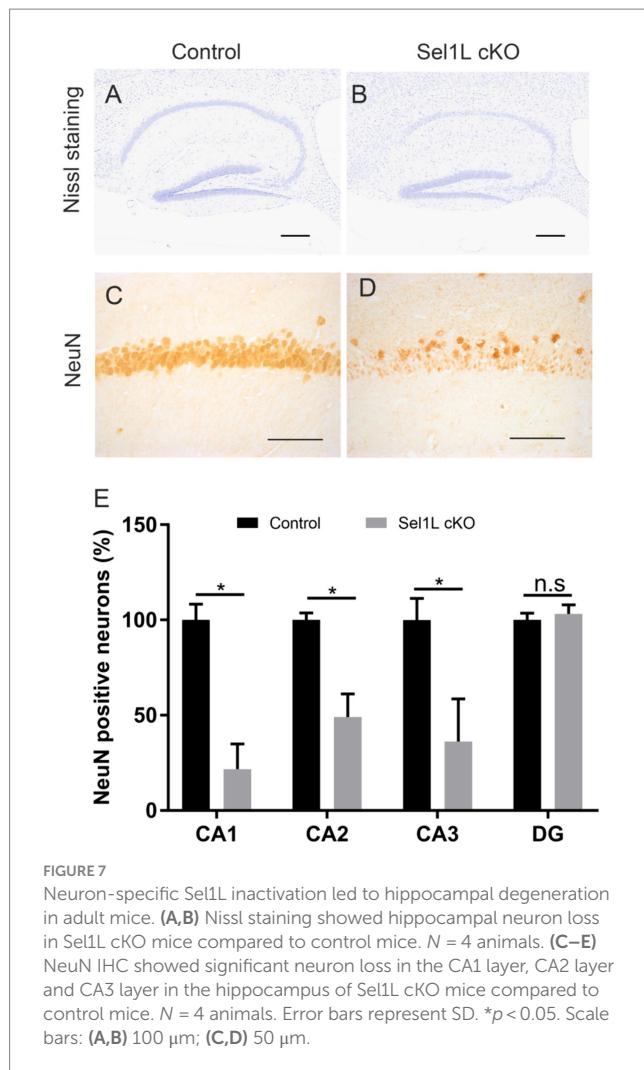 Control
Sel1L cKO
Nissl staining
A
B
NeuN
C
D
E
NeuN positive neurons (%)
150
100
50
0
Control
Sel1L cKO
*
*
*
n.s
CA1
CA2
CA3
DG
FIGURE 7
Neuron-specific Sel1L inactivation led to hippocampal degeneration
in adult mice. (A,B) Nissl staining showed hippocampal neuron loss
in Sel1L cKO mice compared to control mice. N = 4 animals. (C–E)
NeuN IHC showed significant neuron loss in the CA1 layer, CA2 layer
and CA3 layer in the hippocampus of Sel1L cKO mice compared to
control mice. N = 4 animals. Error bars represent SD. *p < 0.05. Scale
bars: (A,B) 100 μm; (C,D) 50 μm.